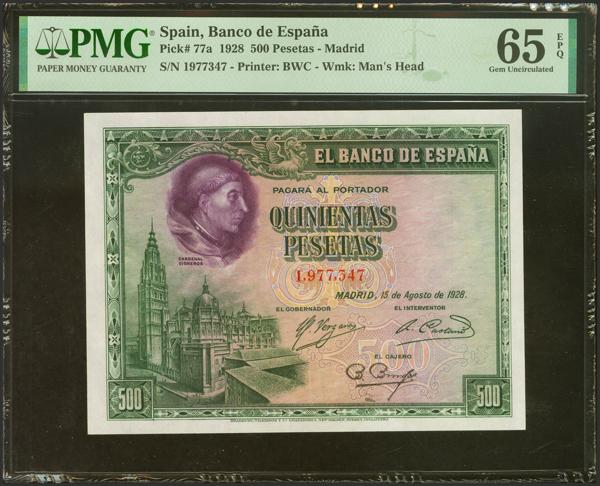 PMG
PAPER MONEY GUARANTY
Spain, Banco de España
Pick# 77a 1928 500 Pesetas - Madrid
S/N 1977347 - Printer: BWC - Wmk: Man's Head
65 EPQ
Gem Uncirculated
EL BANCO DE ESPAÑA
PAGARÁ AL PORTADOR
QUINIENTAS
PESETAS
1,977,347
CARDENAL
CISNEROS
MADRID, 15 de Agosto de 1928.
EL GOBERNADOR
EL INTERVENTOR
EL CAJERO
500
500
500